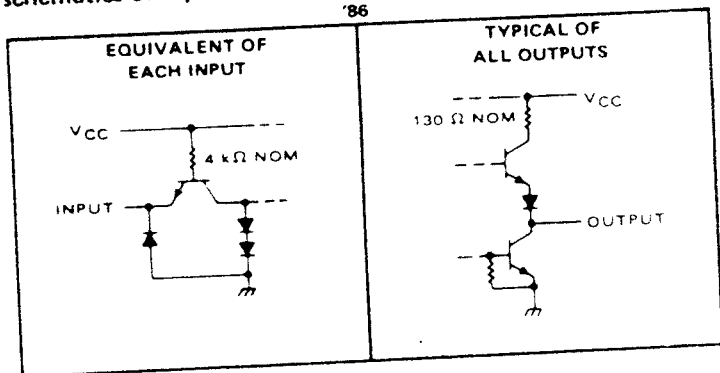 '86
EQUIVALENT OF
EACH INPUT
VCC
4 kΩ NOM
INPUT
TYPICAL OF
ALL OUTPUTS
VCC
130 Ω NOM
OUTPUT